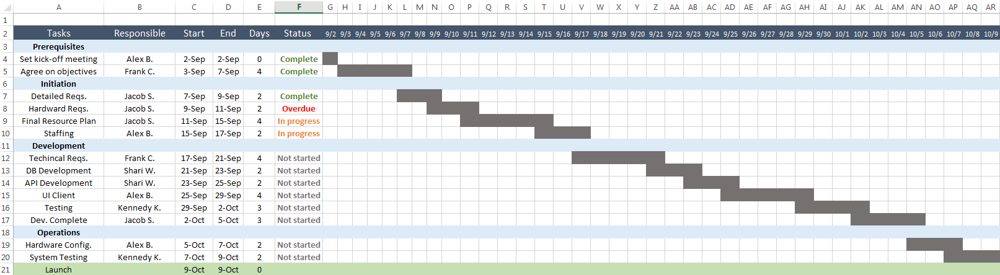 A B C D E F G H I J K L M N O P Q R S T U V W X Y Z AA AB AC AD AE AF AG AH AI AJ AK AL AM AN AO AP AQ AR
1
2 Tasks Responsible Start End Days Status 9/2 9/3 9/4 9/5 9/6 9/7 9/8 9/9 9/10 9/11 9/12 9/13 9/14 9/15 9/16 9/17 9/18 9/19 9/20 9/21 9/22 9/23 9/24 9/25 9/26 9/27 9/28 9/29 9/30 10/1 10/2 10/3 10/4 10/5 10/6 10/7 10/8 10/9
3 Prerequisites
4 Set kick-off meeting Alex B. 2-Sep 2-Sep 0 Complete
5 Agree on objectives Frank C. 3-Sep 7-Sep 4 Complete
6 Initiation
7 Detailed Reqs. Jacob S. 7-Sep 9-Sep 2 Complete
8 Hardward Reqs. Jacob S. 9-Sep 11-Sep 2 Overdue
9 Final Resource Plan Jacob S. 11-Sep 15-Sep 4 In progress
10 Staffing Alex B. 15-Sep 17-Sep 2 In progress
11 Development
12 Techincal Reqs. Frank C. 17-Sep 21-Sep 4 Not started
13 DB Development Shari W. 21-Sep 23-Sep 2 Not started
14 API Development Shari W. 23-Sep 25-Sep 2 Not started
15 UI Client Alex B. 25-Sep 29-Sep 4 Not started
16 Testing Kennedy K. 29-Sep 2-Oct 3 Not started
17 Dev. Complete Jacob S. 2-Oct 5-Oct 3 Not started
18 Operations
19 Hardware Config. Alex B. 5-Oct 7-Oct 2 Not started
20 System Testing Kennedy K. 7-Oct 9-Oct 2 Not started
21 Launch 9-Oct 9-Oct 0